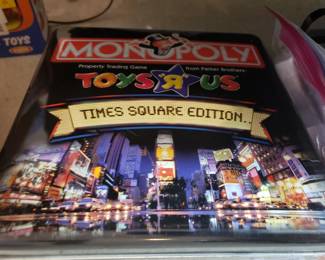 TOYS
MONOPOLY
Property Trading Game from Parker Brothers
TOYS "R" US
TIMES SQUARE EDITION..